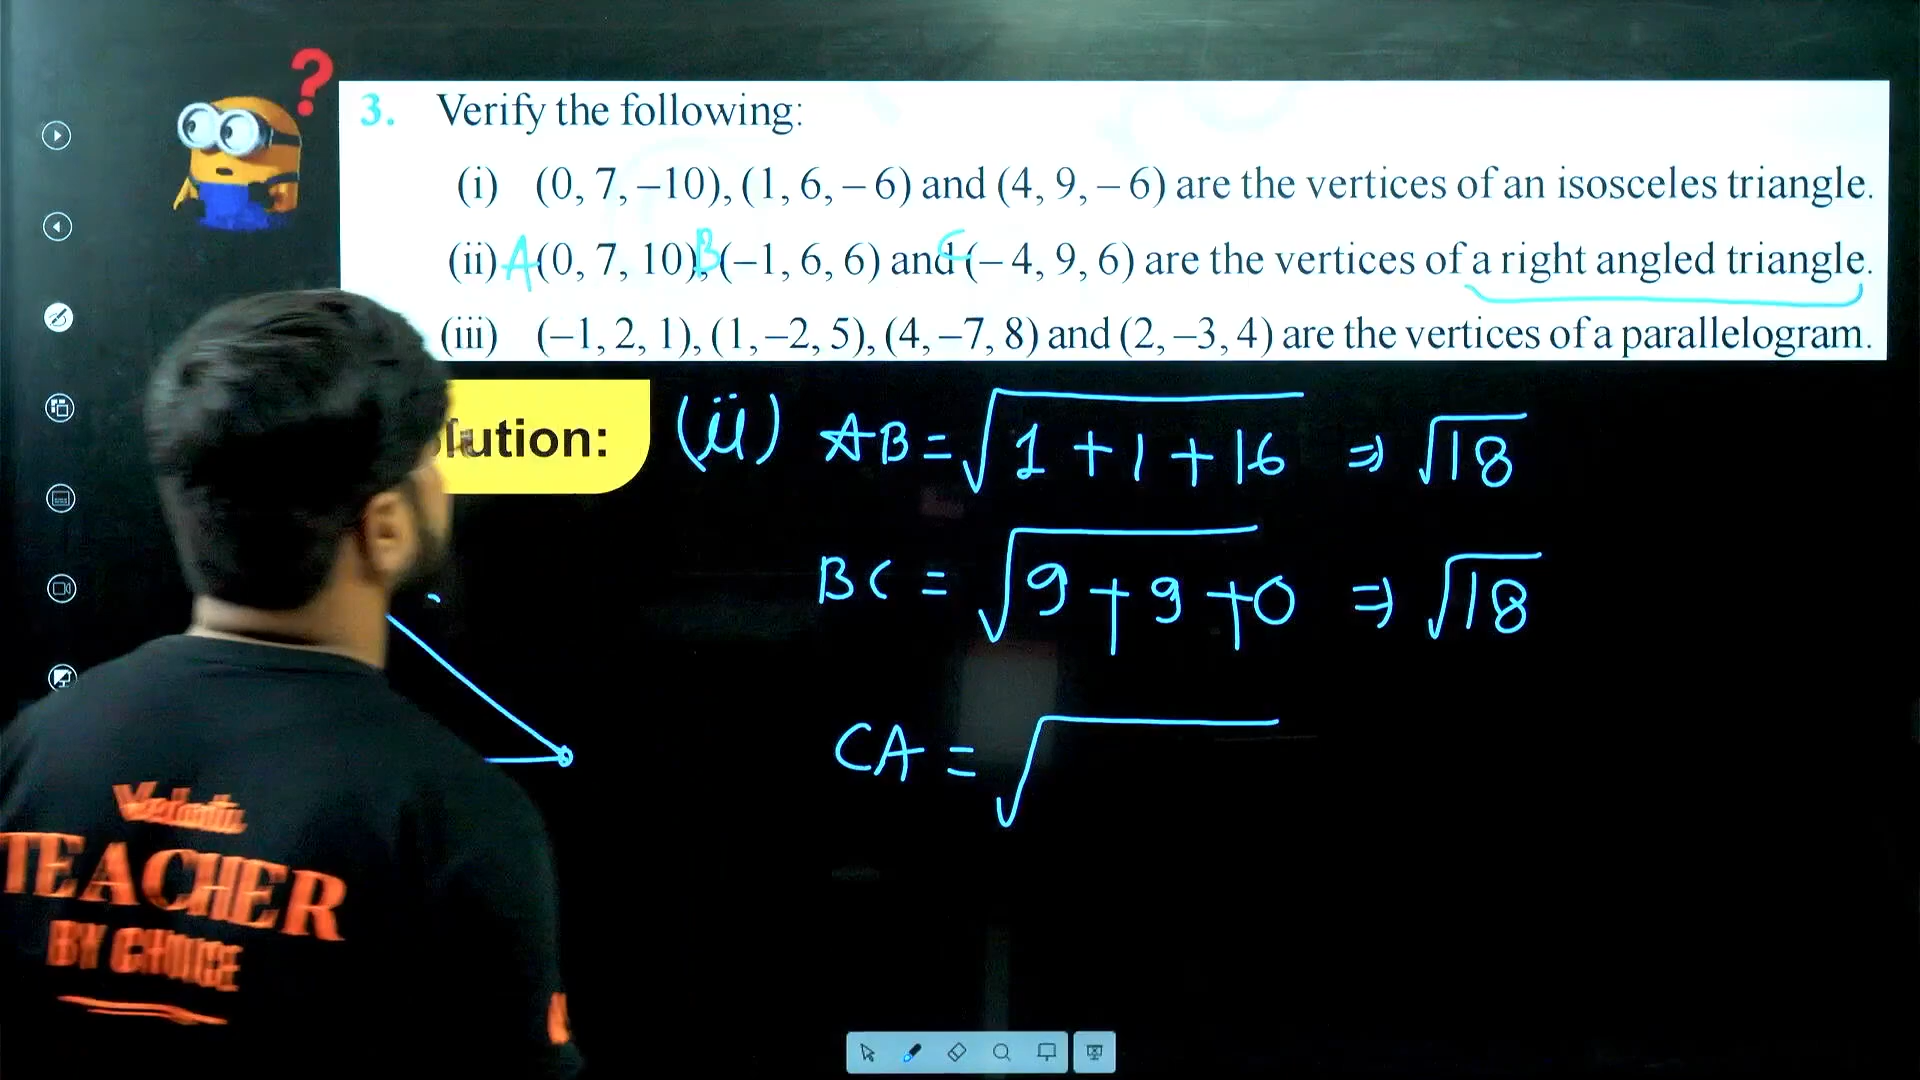 ?
3. Verify the following:
(i) (0, 7, –10), (1, 6, – 6) and (4, 9, – 6) are the vertices of an isosceles triangle.
(ii) A (0, 7, 10), B (–1, 6, 6) and C (– 4, 9, 6) are the vertices of a right angled triangle.
(iii) (–1, 2, 1), (1, –2, 5), (4, –7, 8) and (2, –3, 4) are the vertices of a parallelogram.
lution:
(ii) AB = √1 + 1 + 16 ⇒ √18
BC = √9 + 9 + 0 ⇒ √18
CA = √
Vedantu
TEACHER
BY CHOICE